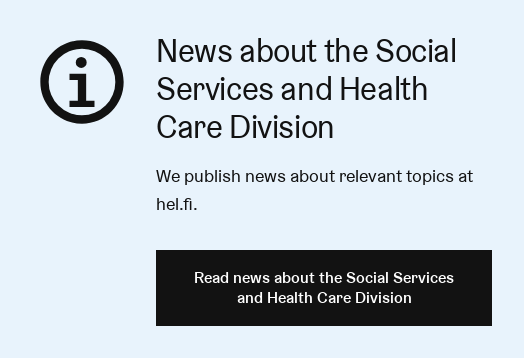 News about the Social
Services and Health
Care Division
We publish news about relevant topics at
hel.fi.
Read news about the Social Services
and Health Care Division